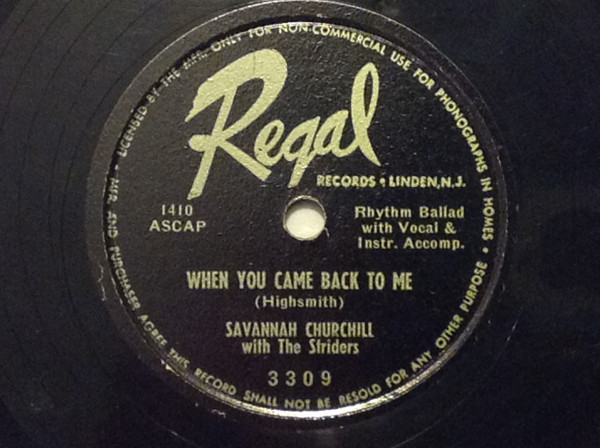 LICENSED BY THE MFR. ONLY FOR NON-COMMERCIAL USE FOR PHONOGRAPHS IN HOMES • MFR. AND PURCHASER AGREE THIS RECORD SHALL NOT BE RESOLD FOR ANY OTHER PURPOSE •
Regal
RECORDS • LINDEN, N.J.
1410
ASCAP
Rhythm Ballad
with Vocal &
Instr. Accomp.
WHEN YOU CAME BACK TO ME
(Highsmith)
SAVANNAH CHURCHILL
with The Striders
3309